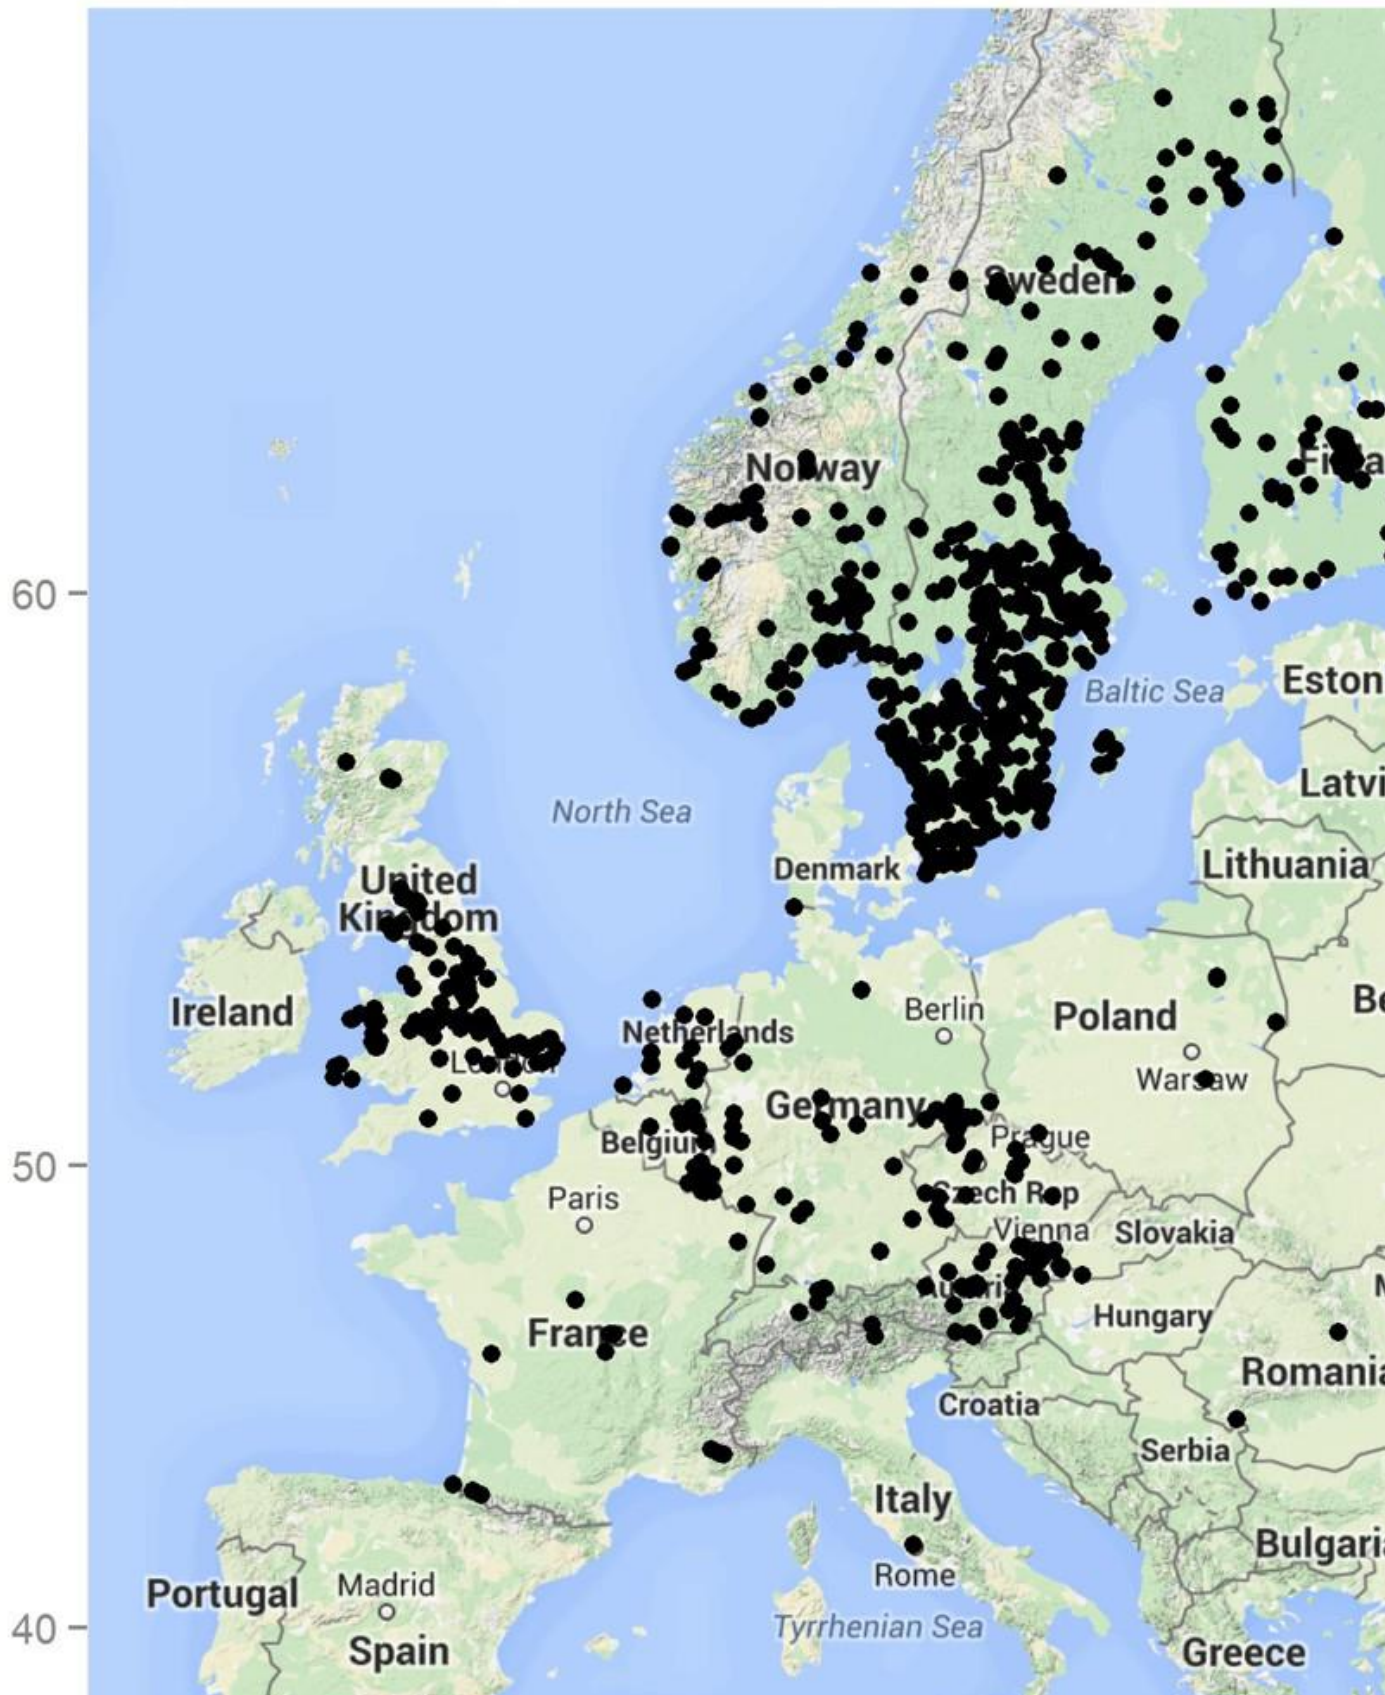 Sweden
Norway
Finla
60
Eston
Baltic Sea
Latvi
North Sea
Lithuania
Denmark
United
Kingdom
Be
Ireland
Berlin
Poland
Netherlands
London
Warsaw
Germany
Prague
Belgium
50
Czech Rep
Paris
Vienna
Slovakia
Austria
M
Hungary
France
Romania
Croatia
Serbia
Italy
Bulgari
Rome
Madrid
Portugal
40
Tyrrhenian Sea
Spain
Greece